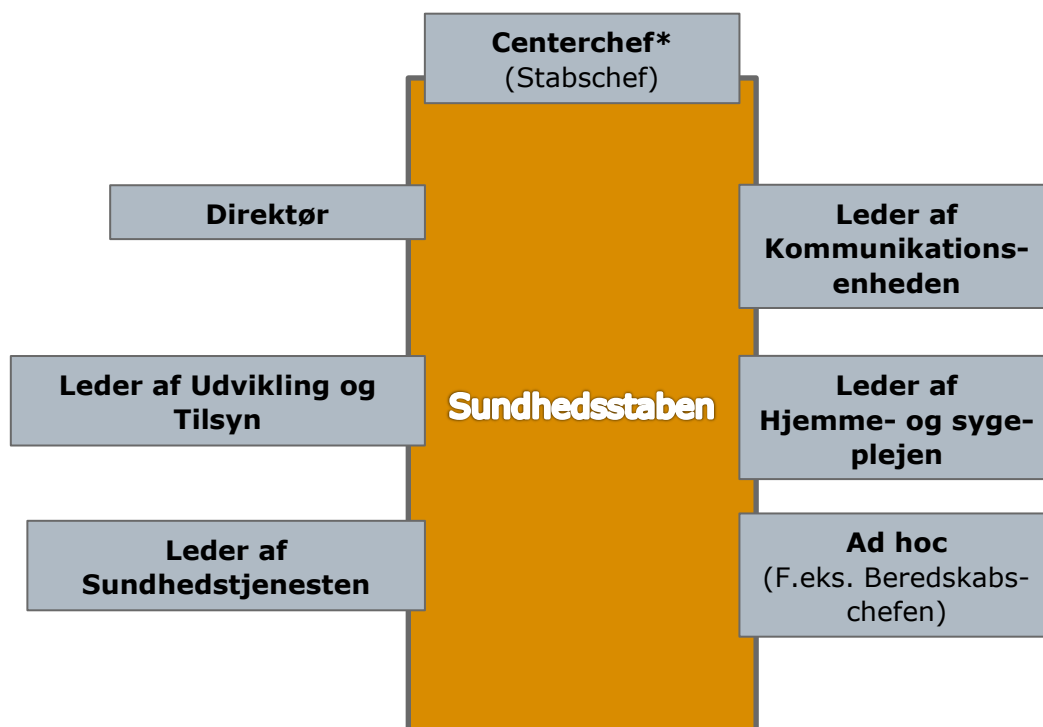 Centerchef*
(Stabschef)
Direktør
Leder af
Kommunikations-
enheden
Leder af Udvikling og
Tilsyn
Sundhedsstaben
Leder af
Hjemme- og syge-
plejen
Leder af
Sundhedstjenesten
Ad hoc
(F.eks. Beredskabs-
chefen)